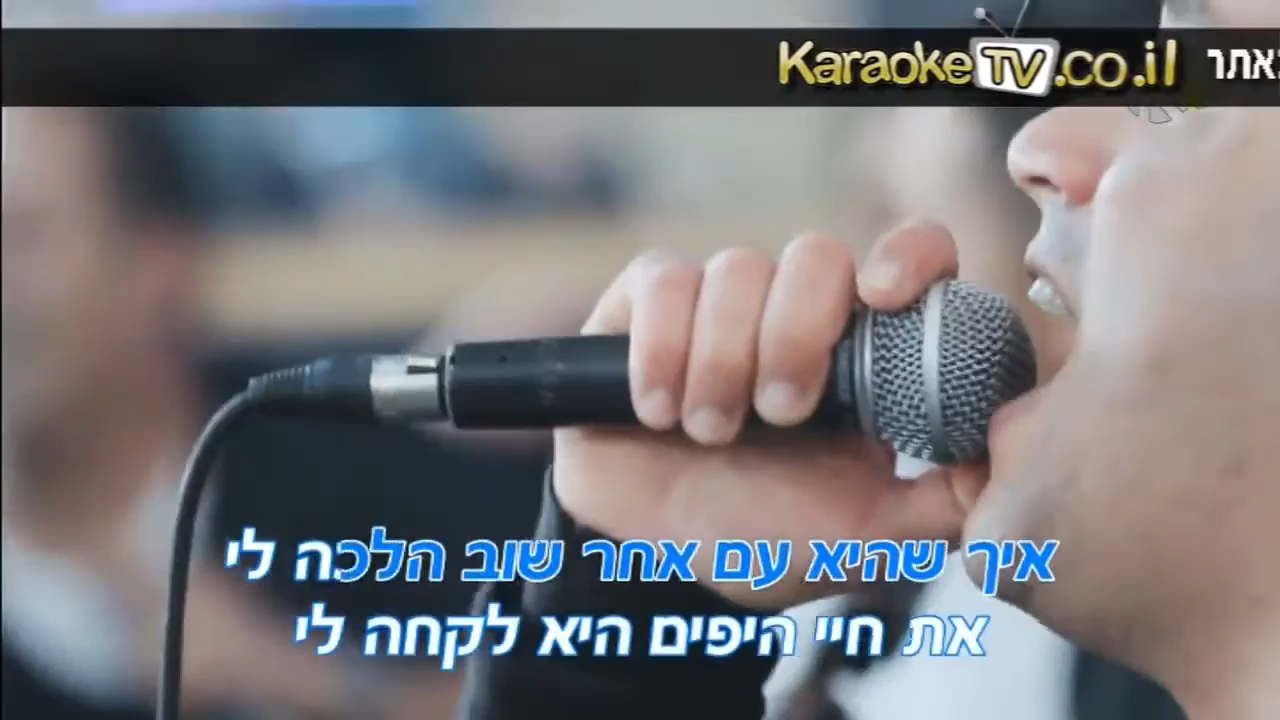 KaraokeTV.co.il
איך שהיא עם אחר שוב הלכה לי
את חיי היפים היא לקחה לי